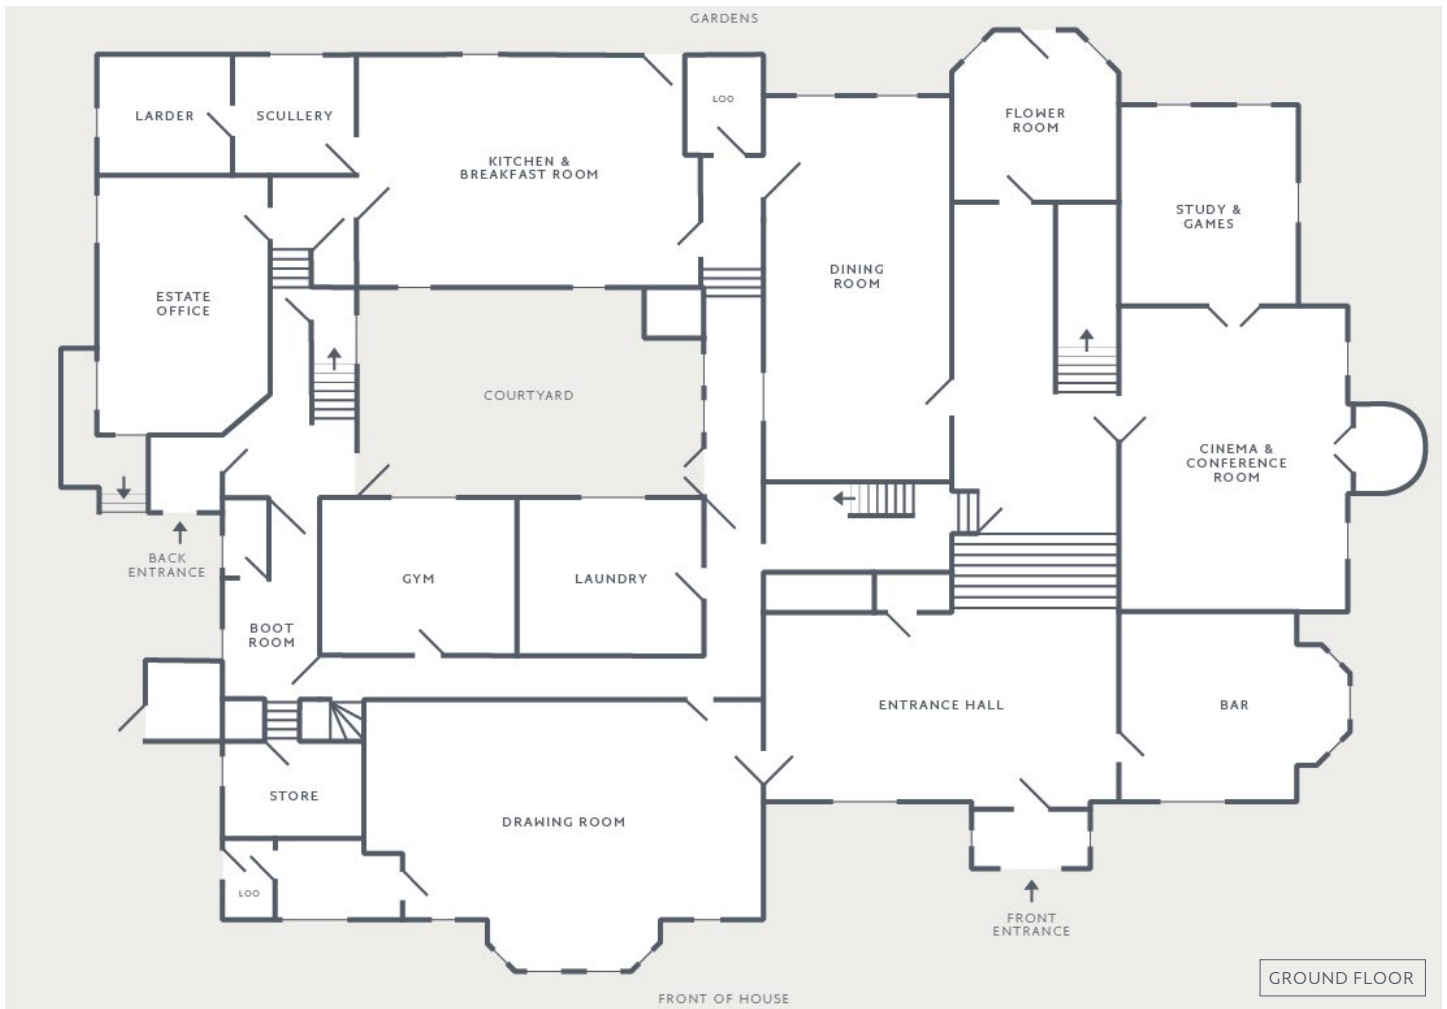 GARDENS
LARDER
SCULLERY
LOO
FLOWER
ROOM
KITCHEN &
BREAKFAST ROOM
STUDY &
GAMES
DINING
ROOM
ESTATE
OFFICE
COURTYARD
CINEMA &
CONFERENCE
ROOM
BACK
ENTRANCE
GYM
LAUNDRY
BOOT
ROOM
ENTRANCE HALL
BAR
STORE
DRAWING ROOM
LOO
FRONT
ENTRANCE
GROUND FLOOR
FRONT OF HOUSE